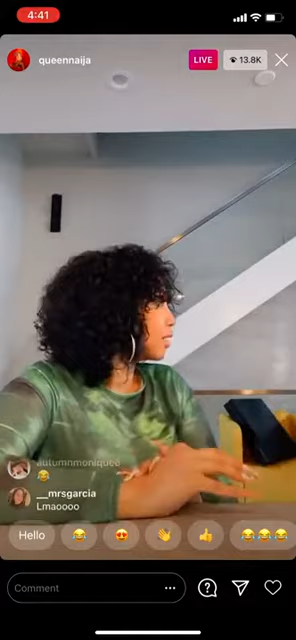 4:41
queennaija
LIVE
13.8K
autumnmoniquee
__mrsgarcia
Lmaoooo
Hello
Comment